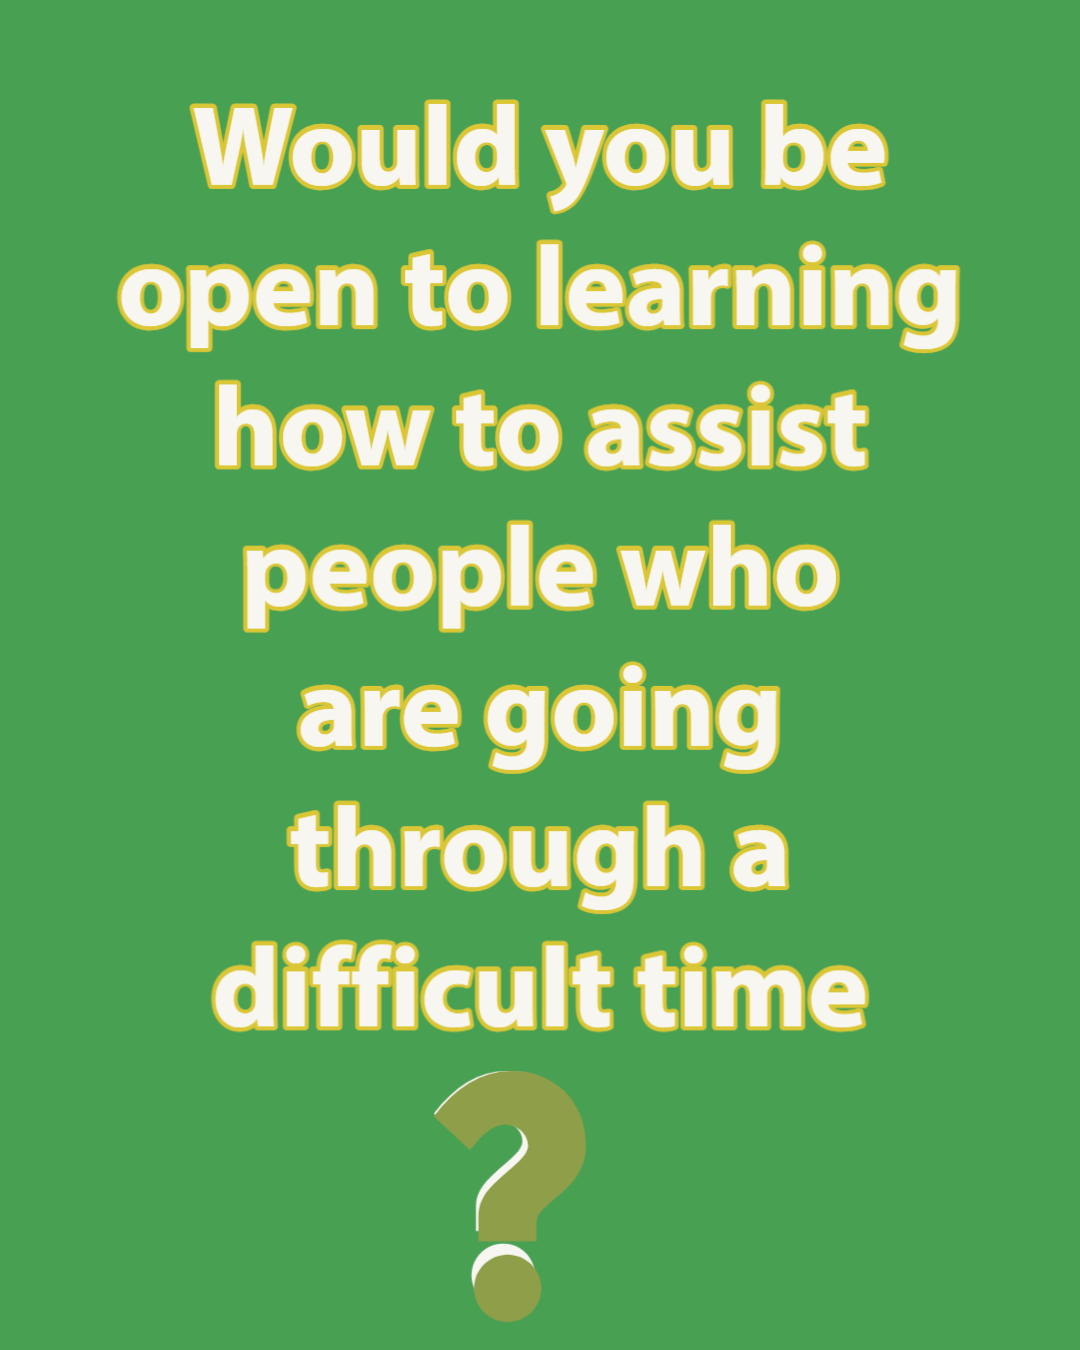 Would you be
open to learning
how to assist
people who
are going
through a
difficult time
?